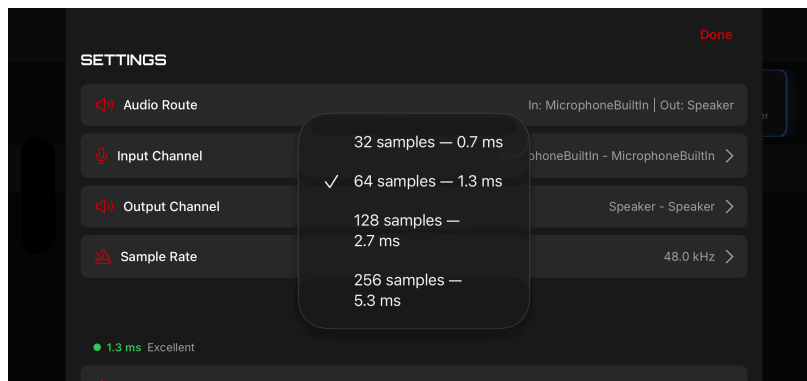 Done
SETTINGS
Audio Route
In: MicrophoneBuiltIn | Out: Speaker
Input Channel
phoneBuiltIn - MicrophoneBuiltIn
Output Channel
Speaker - Speaker
Sample Rate
48.0 kHz
32 samples — 0.7 ms
64 samples — 1.3 ms
128 samples —
2.7 ms
256 samples —
5.3 ms
1.3 ms Excellent